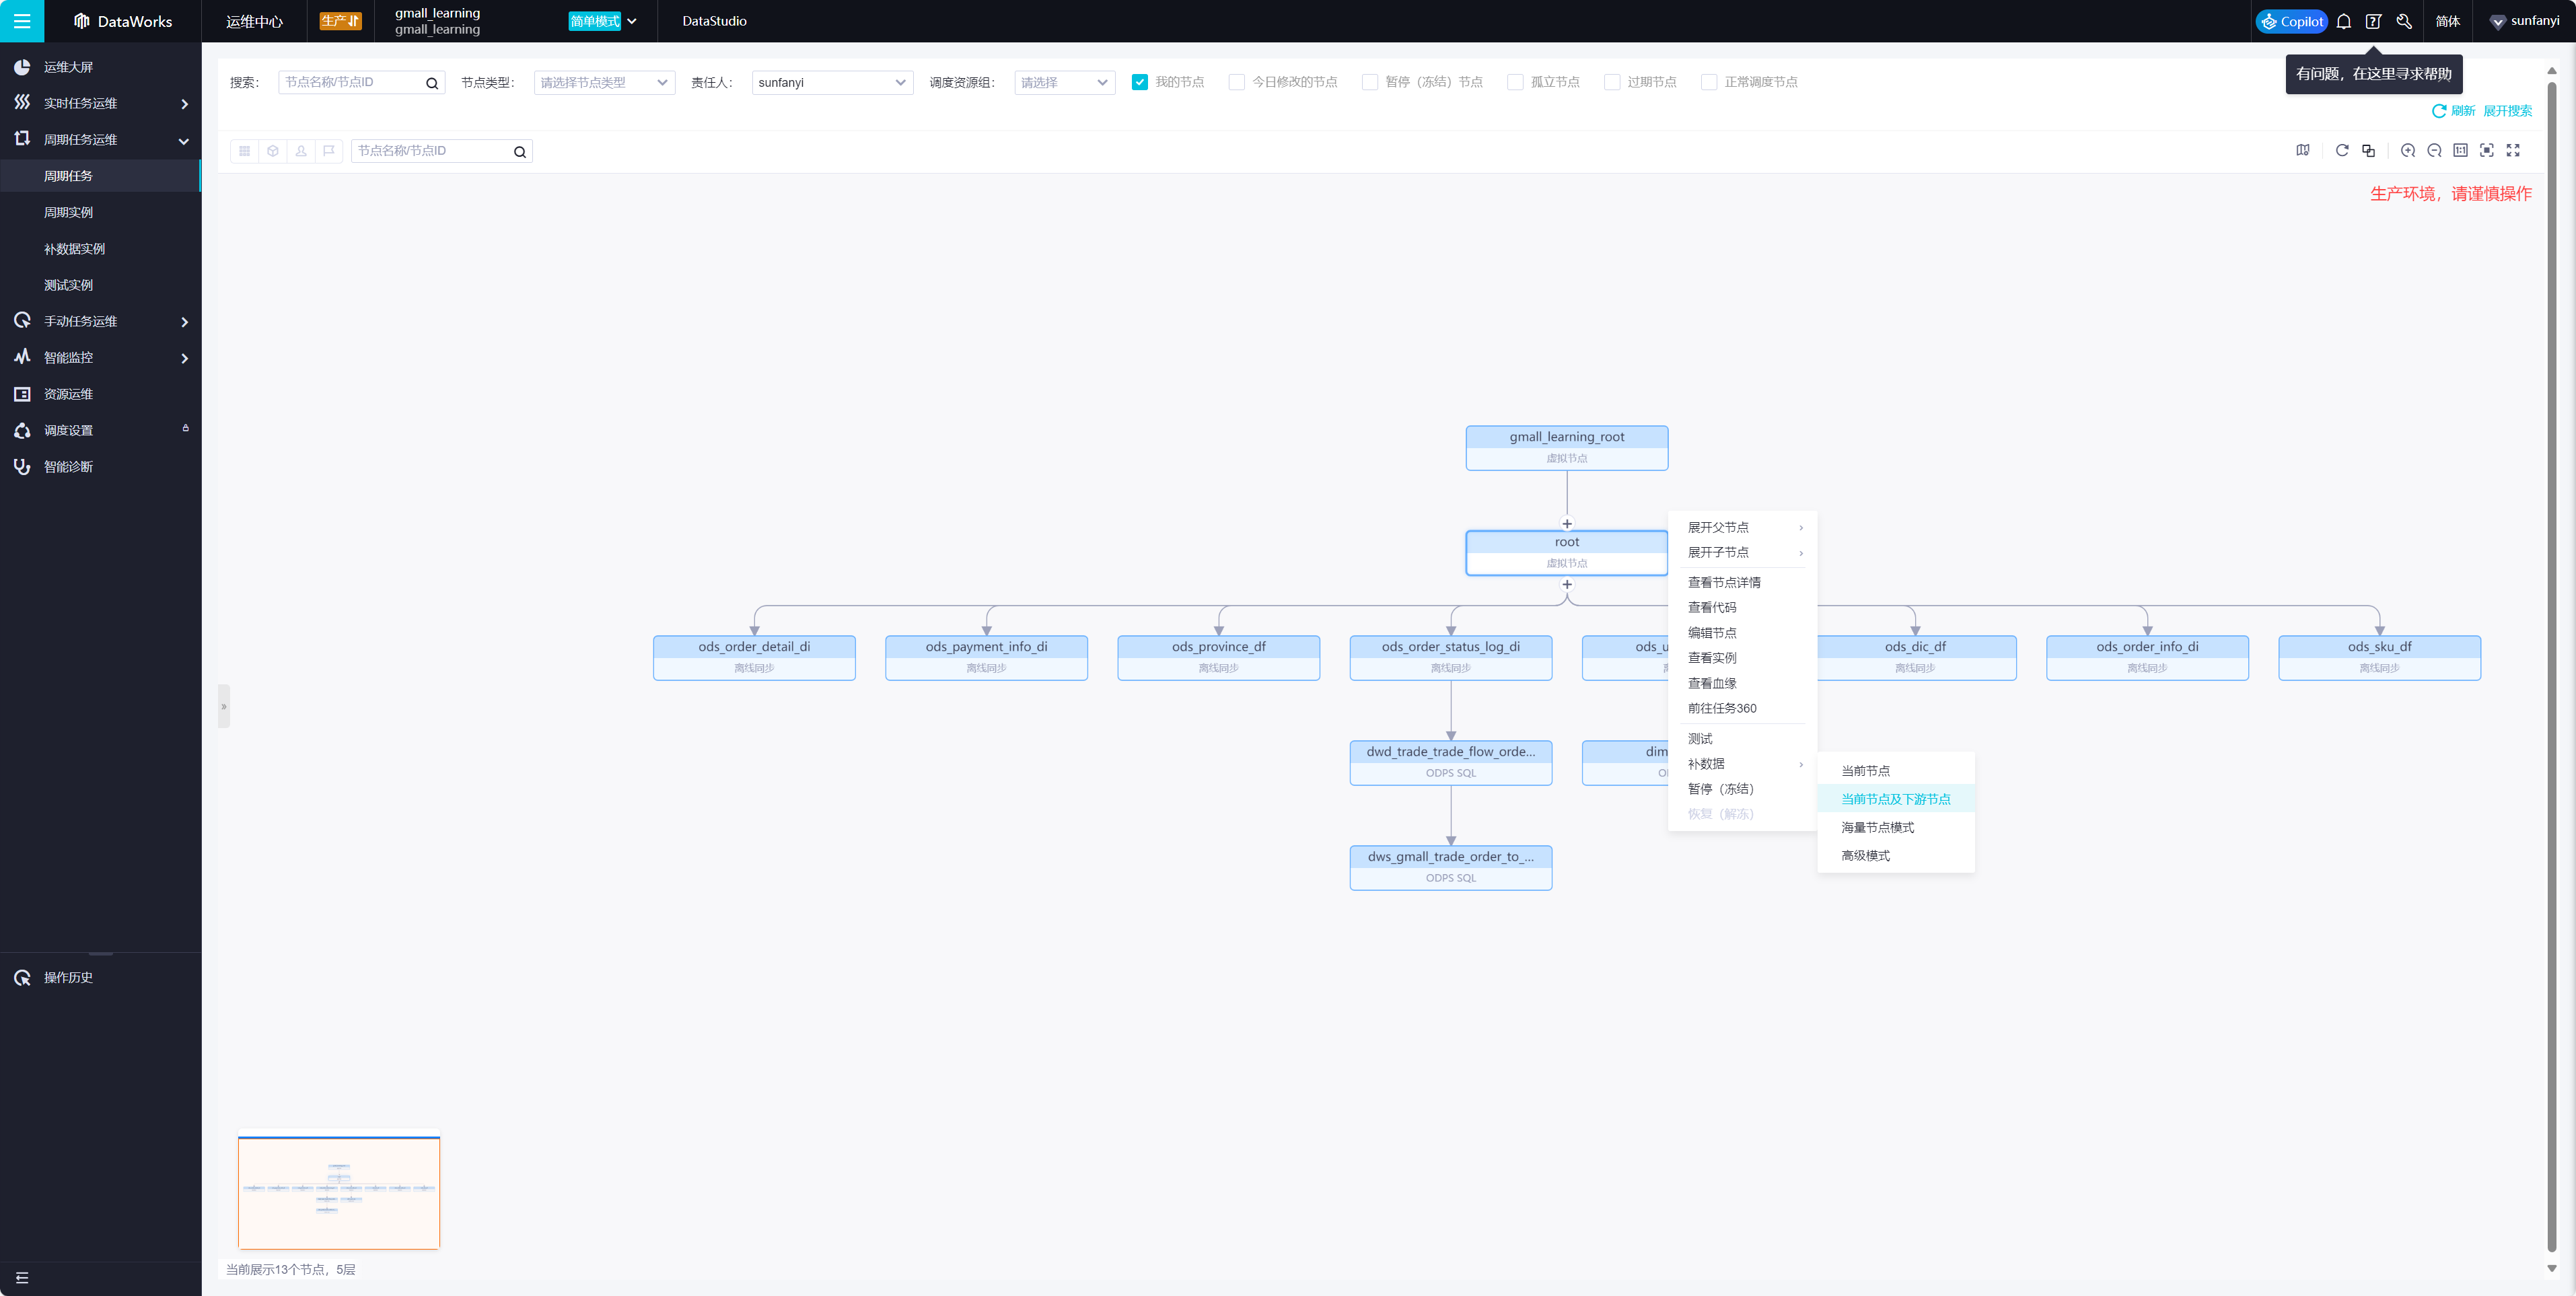 DataWorks
运维中心
生产
gmall_learning
gmall_learning
简单模式
DataStudio
Copilot
简体
sunfanyi
有问题，在这里寻求帮助
运维大屏
实时任务运维
周期任务运维
周期任务
周期实例
补数据实例
测试实例
手动任务运维
智能监控
资源运维
调度设置
智能诊断
操作历史
搜索： 节点名称/节点ID 节点类型： 请选择节点类型 责任人： sunfanyi 调度资源组： 请选择 我的节点 今日修改的节点 暂停（冻结）节点 孤立节点 过期节点 正常调度节点
刷新 展开搜索
节点名称/节点ID
1:1
生产环境，请谨慎操作
gmall_learning_root
虚拟节点
root
虚拟节点
ods_order_detail_di
离线同步
ods_payment_info_di
离线同步
ods_province_df
离线同步
ods_order_status_log_di
离线同步
ods_u
离
ods_dic_df
离线同步
ods_order_info_di
离线同步
ods_sku_df
离线同步
dwd_trade_trade_flow_orde...
ODPS SQL
dim
dws_gmall_trade_order_to_...
ODPS SQL
展开父节点
展开子节点
查看节点详情
查看代码
编辑节点
查看实例
查看血缘
前往任务360
测试
补数据
暂停（冻结）
恢复（解冻）
当前节点
当前节点及下游节点
海量节点模式
高级模式
当前展示13个节点，5层